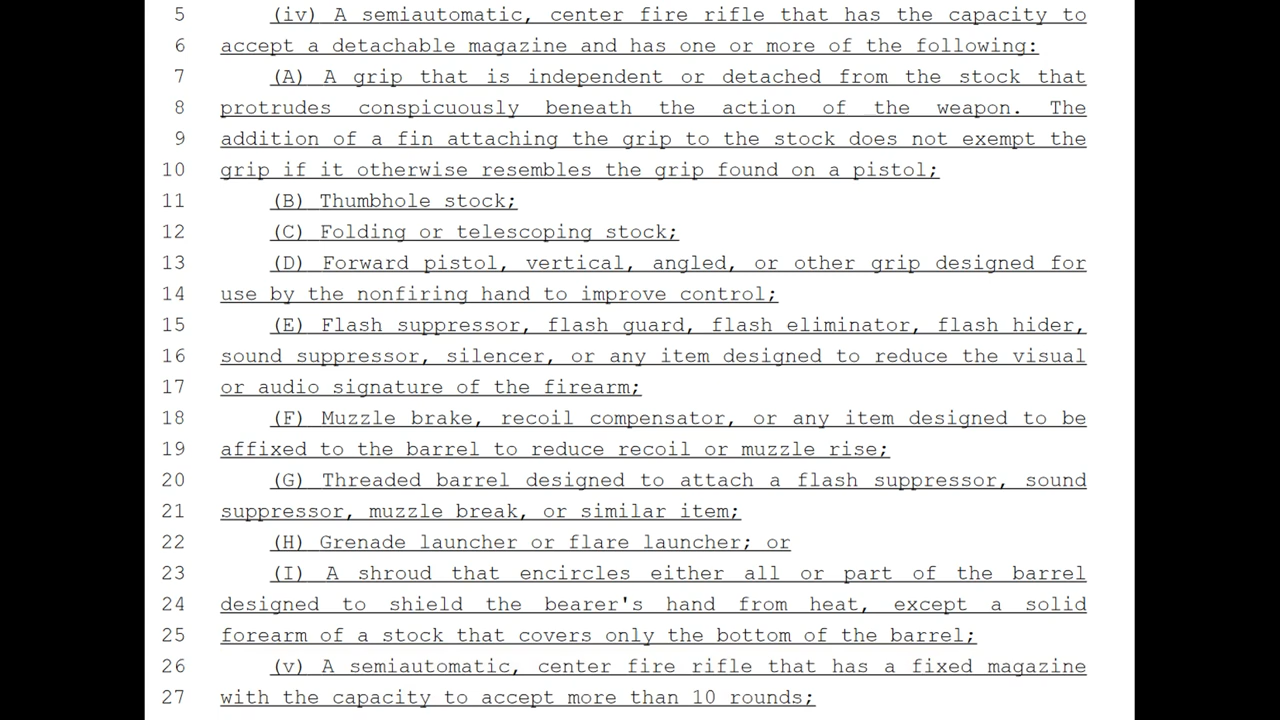 5 (iv) A semiautomatic, center fire rifle that has the capacity to
6 accept a detachable magazine and has one or more of the following:
7 (A) A grip that is independent or detached from the stock that
8 protrudes conspicuously beneath the action of the weapon. The
9 addition of a fin attaching the grip to the stock does not exempt the
10 grip if it otherwise resembles the grip found on a pistol;
11 (B) Thumbhole stock;
12 (C) Folding or telescoping stock;
13 (D) Forward pistol, vertical, angled, or other grip designed for
14 use by the nonfiring hand to improve control;
15 (E) Flash suppressor, flash guard, flash eliminator, flash hider,
16 sound suppressor, silencer, or any item designed to reduce the visual
17 or audio signature of the firearm;
18 (F) Muzzle brake, recoil compensator, or any item designed to be
19 affixed to the barrel to reduce recoil or muzzle rise;
20 (G) Threaded barrel designed to attach a flash suppressor, sound
21 suppressor, muzzle break, or similar item;
22 (H) Grenade launcher or flare launcher; or
23 (I) A shroud that encircles either all or part of the barrel
24 designed to shield the bearer's hand from heat, except a solid
25 forearm of a stock that covers only the bottom of the barrel;
26 (v) A semiautomatic, center fire rifle that has a fixed magazine
27 with the capacity to accept more than 10 rounds;